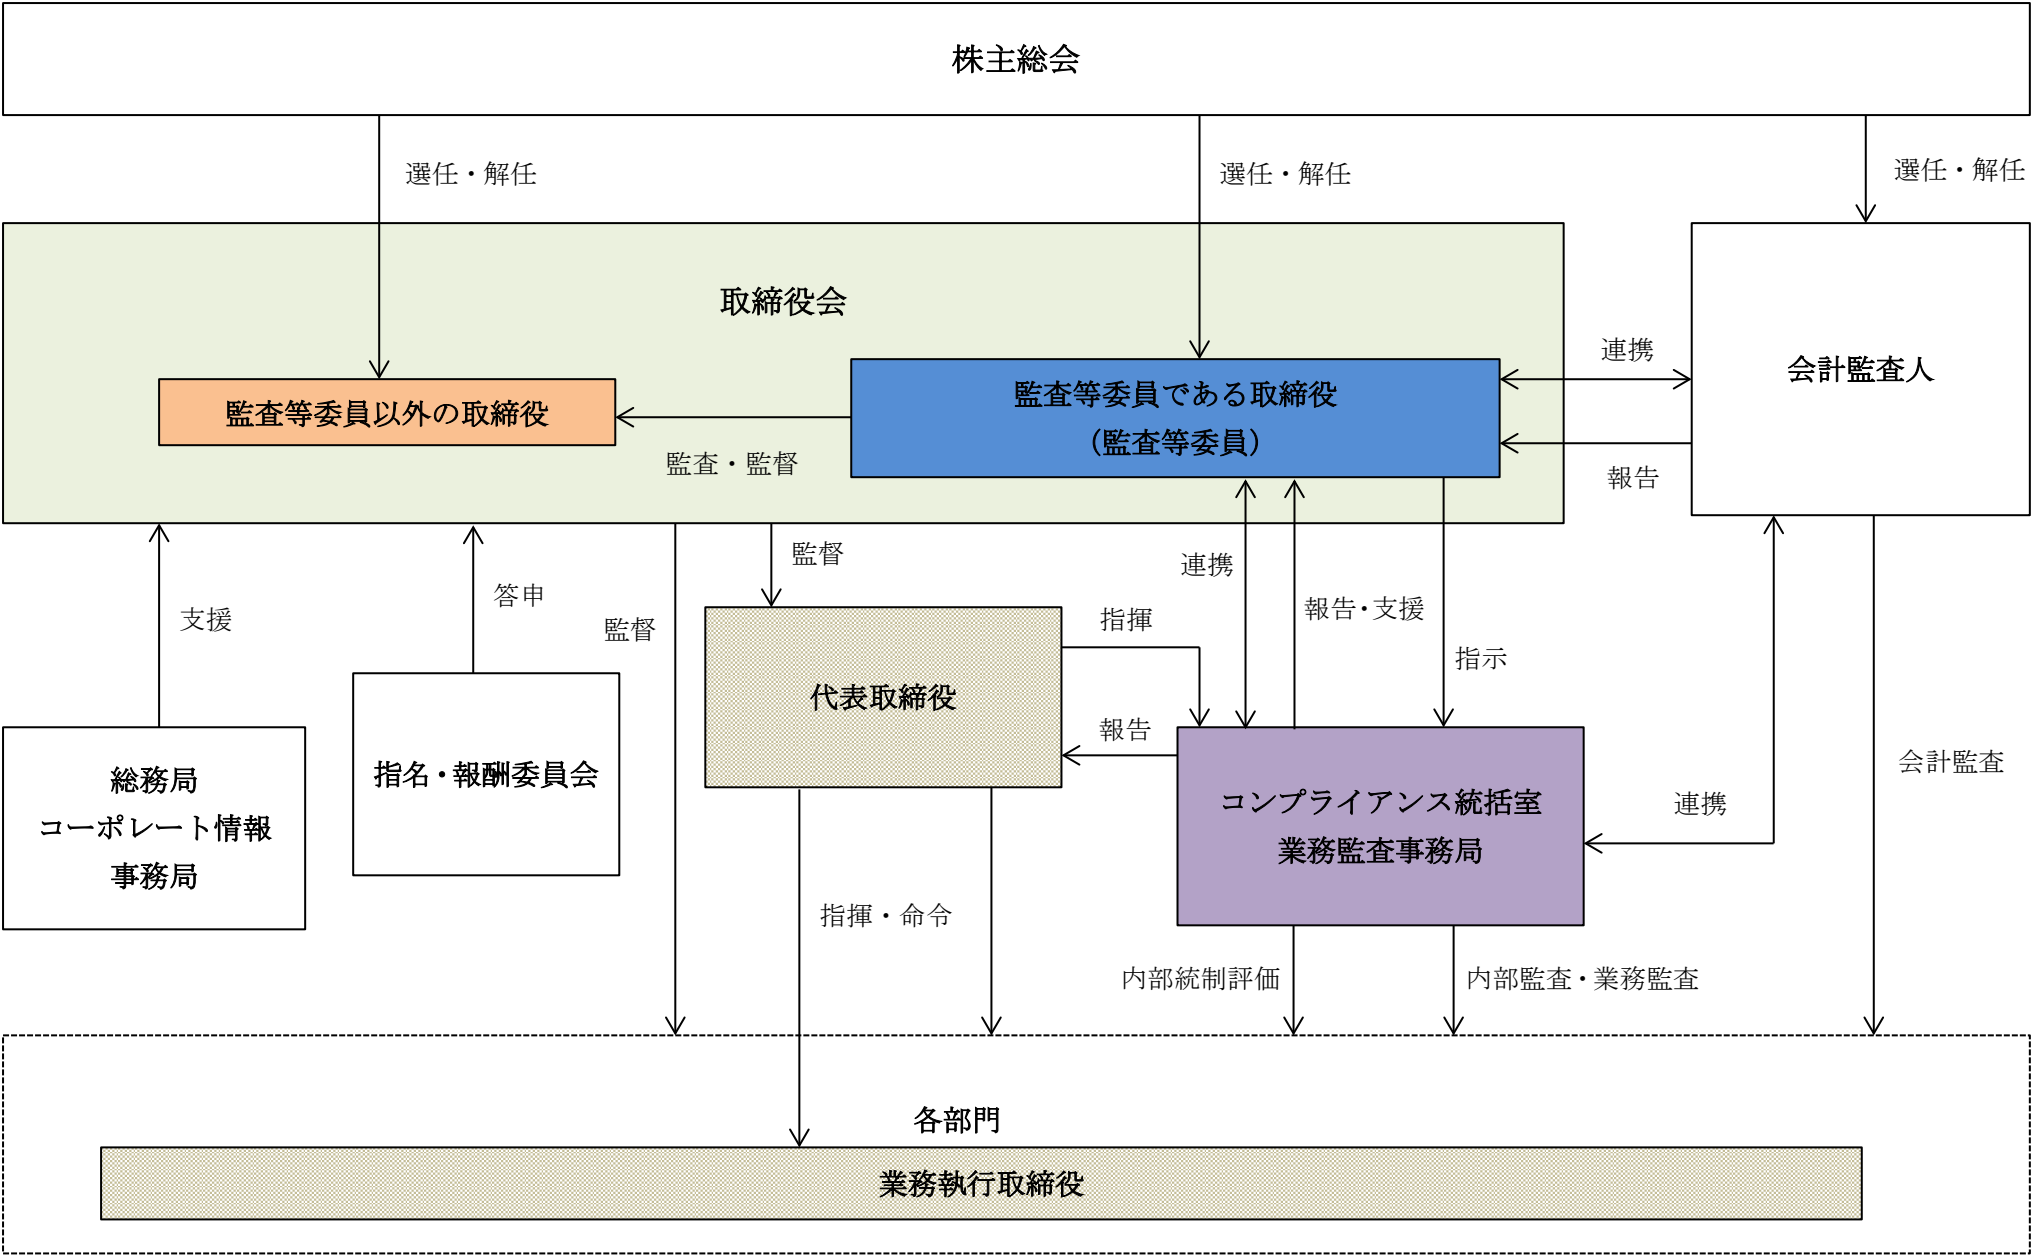 株主総会
選任・解任
選任・解任
選任・解任
取締役会
監査等委員以外の取締役
監査・監督
監査等委員である取締役
（監査等委員）
連携
報告
会計監査人
支援
答申
監督
監督
連携
報告・支援
指示
指揮
報告
代表取締役
総務局
コーポレート情報
事務局
指名・報酬委員会
コンプライアンス統括室
業務監査事務局
連携
会計監査
指揮・命令
内部統制評価
内部監査・業務監査
各部門
業務執行取締役